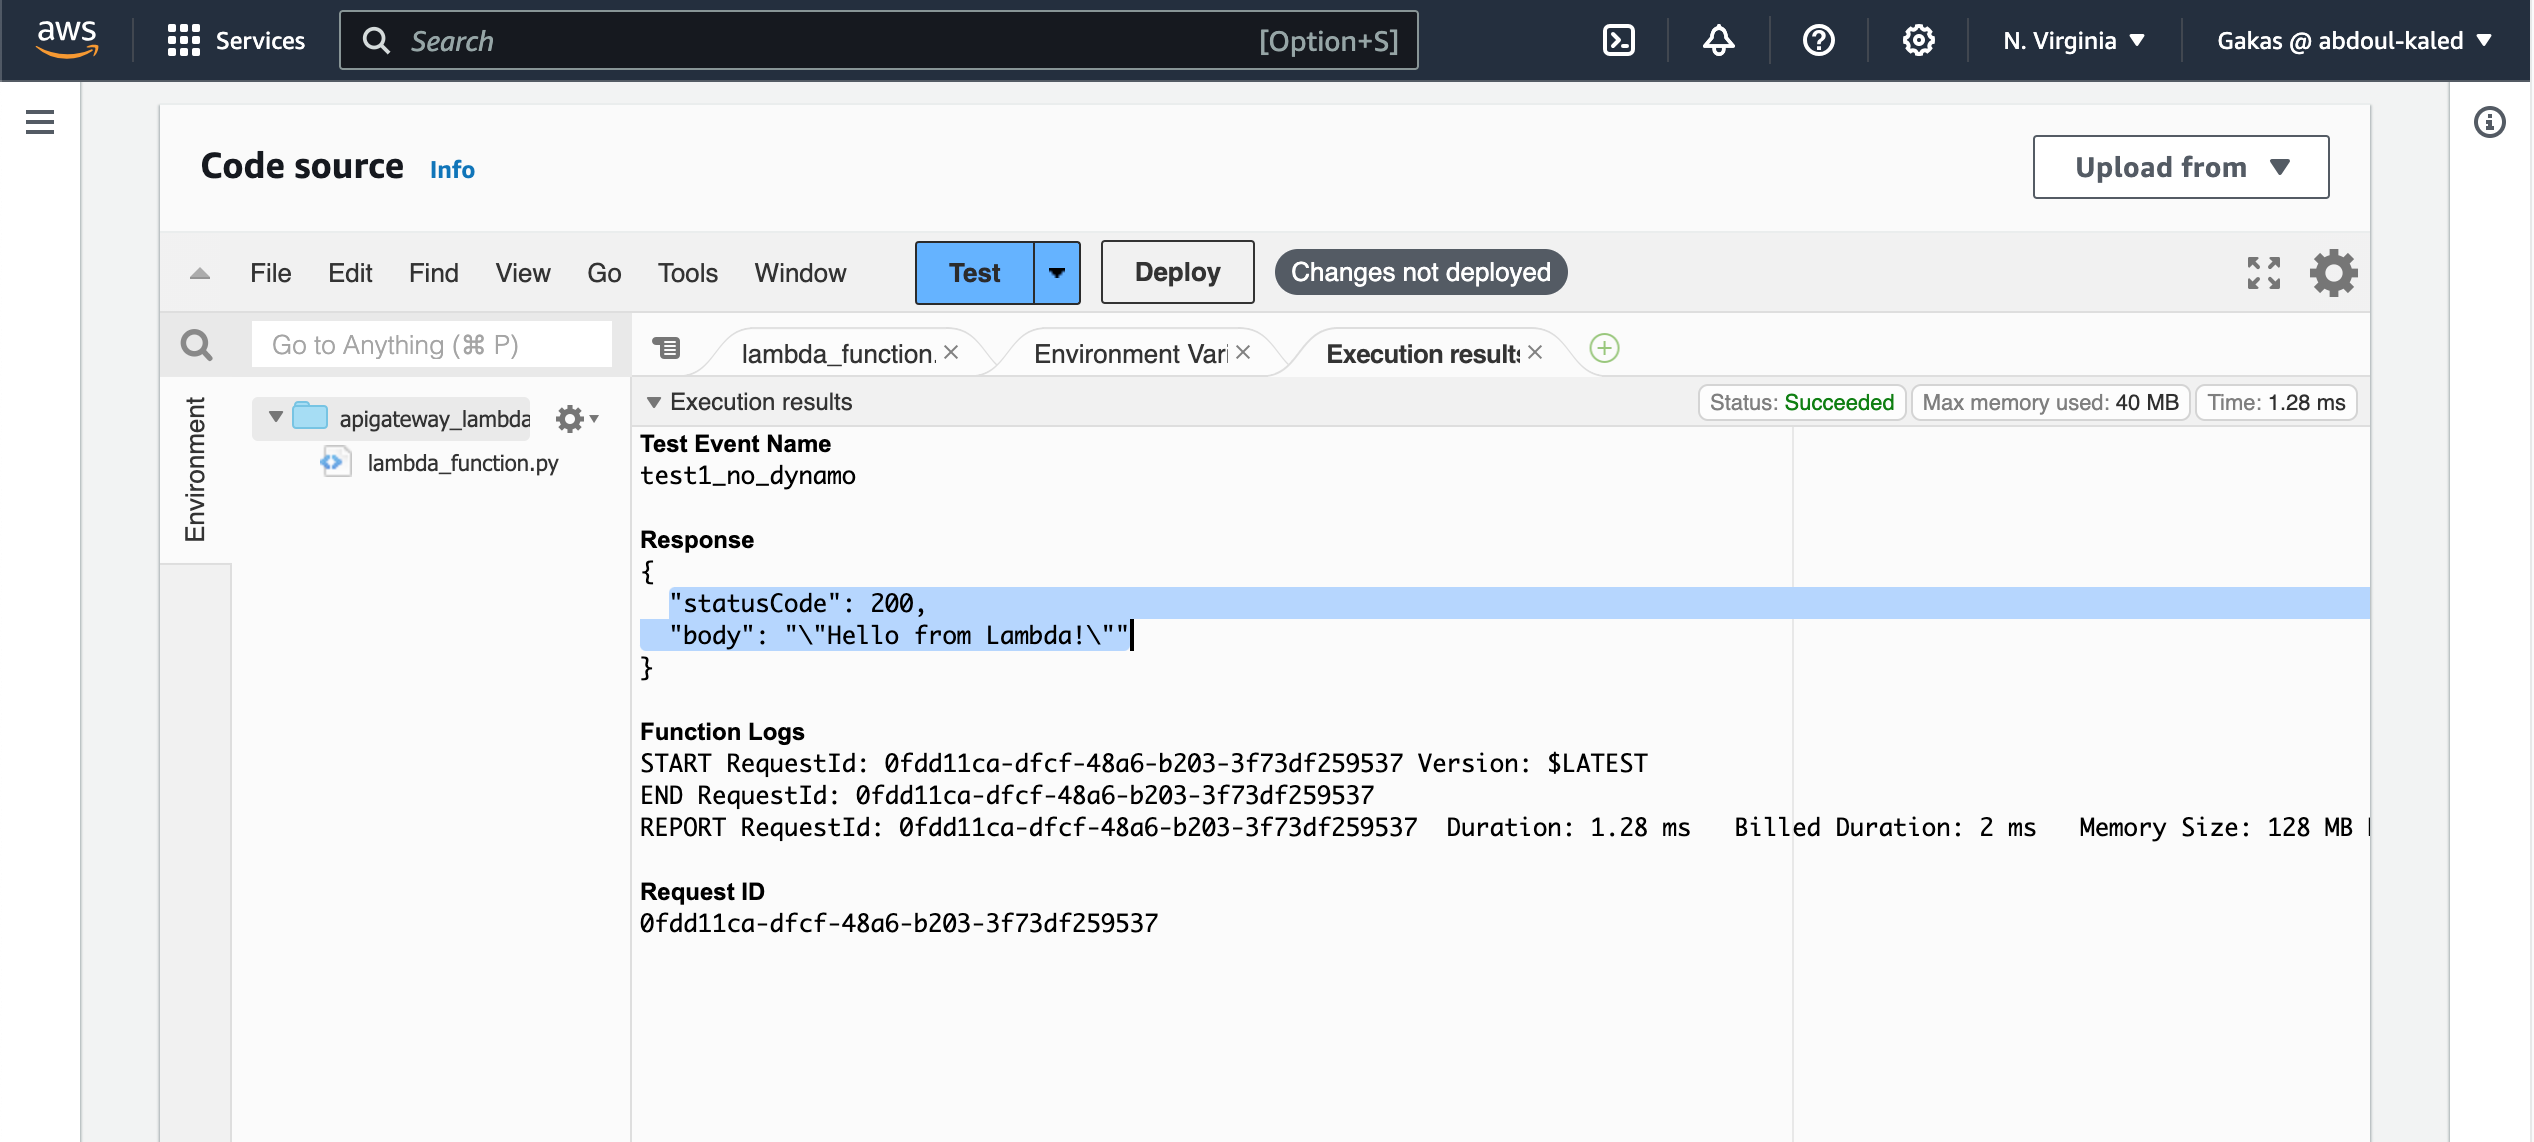 aws
Services
Search
[Option+S]
N. Virginia
Gakas @ abdoul-kaled
Code source
Info
Upload from
File
Edit
Find
View
Go
Tools
Window
Test
Deploy
Changes not deployed
Go to Anything (⌘ P)
lambda_function.
Environment Vari
Execution results
Environment
apigateway_lambda
lambda_function.py
Execution results
Status: Succeeded
Max memory used: 40 MB
Time: 1.28 ms
Test Event Name
test1_no_dynamo
Response
{
"statusCode": 200,
"body": "\"Hello from Lambda!\""
}
Function Logs
START RequestId: 0fdd11ca-dfcf-48a6-b203-3f73df259537 Version: $LATEST
END RequestId: 0fdd11ca-dfcf-48a6-b203-3f73df259537
REPORT RequestId: 0fdd11ca-dfcf-48a6-b203-3f73df259537 Duration: 1.28 ms Billed Duration: 2 ms Memory Size: 128 MB
Request ID
0fdd11ca-dfcf-48a6-b203-3f73df259537